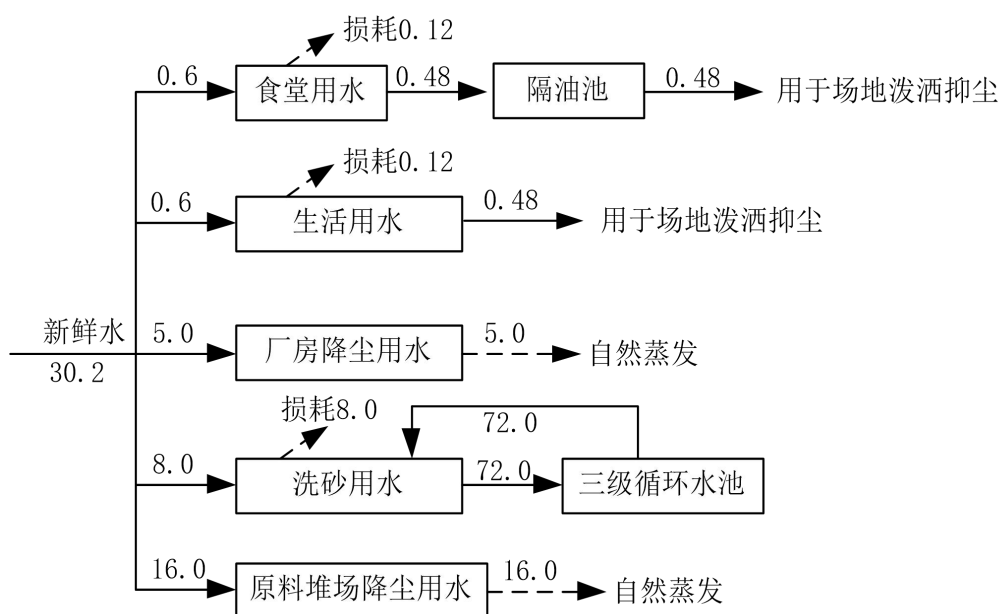 损耗0.12
0.6
食堂用水
0.48
隔油池
0.48
用于场地泼洒抑尘
损耗0.12
0.6
生活用水
0.48
用于场地泼洒抑尘
新鲜水
30.2
5.0
厂房降尘用水
5.0
自然蒸发
损耗8.0
72.0
8.0
洗砂用水
72.0
三级循环水池
16.0
原料堆场降尘用水
16.0
自然蒸发